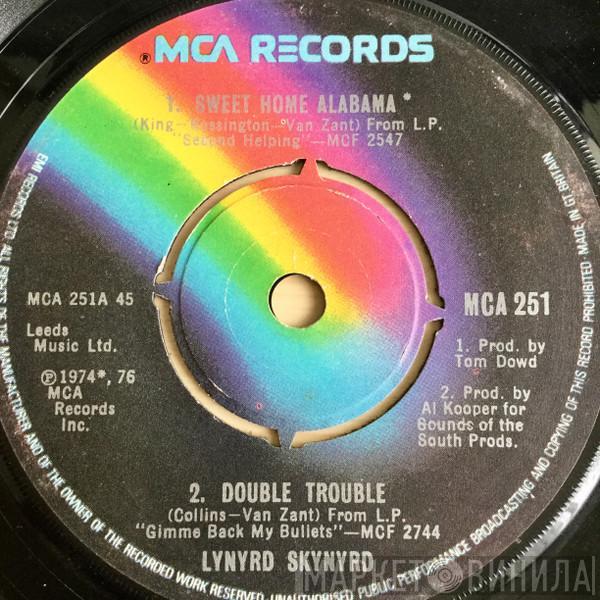 ® MCA RECORDS
1. SWEET HOME ALABAMA *
(King—Rossington—Van Zant) From L.P.
"Second Helping"—MCF 2547
MCA 251A 45
Leeds
Music Ltd.
℗ 1974*, 76
MCA
Records
Inc.
MCA 251
1. Prod. by
Tom Dowd
2. Prod. by
Al Kooper for
Sounds of the
South Prods.
2. DOUBLE TROUBLE
(Collins—Van Zant) From L.P.
"Gimme Back My Bullets"—MCF 2744
LYNYRD SKYNYRD
EMI RECORDS LTD. ALL RIGHTS OF THE MANUFACTURER AND OF THE OWNER OF THE RECORDED WORK RESERVED. UNAUTHORISED PUBLIC PERFORMANCE BROADCASTING AND COPYING OF THIS RECORD PROHIBITED MADE IN GT. BRITAIN
МАРКЕТ ВИНИЛА